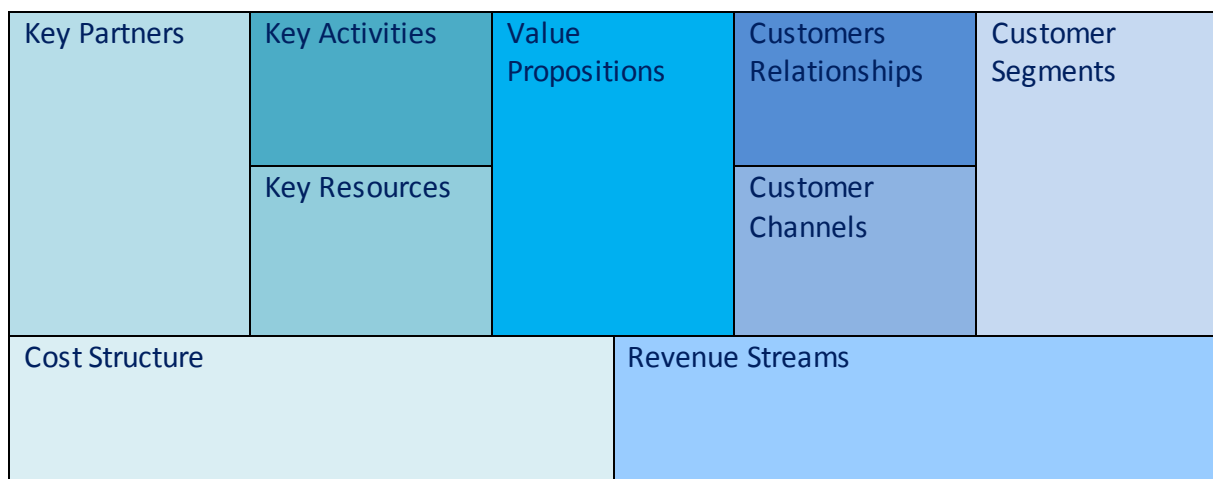 Key Partners
Key Activities
Value
Propositions
Customers
Relationships
Customer
Segments
Key Resources
Customer
Channels
Cost Structure
Revenue Streams